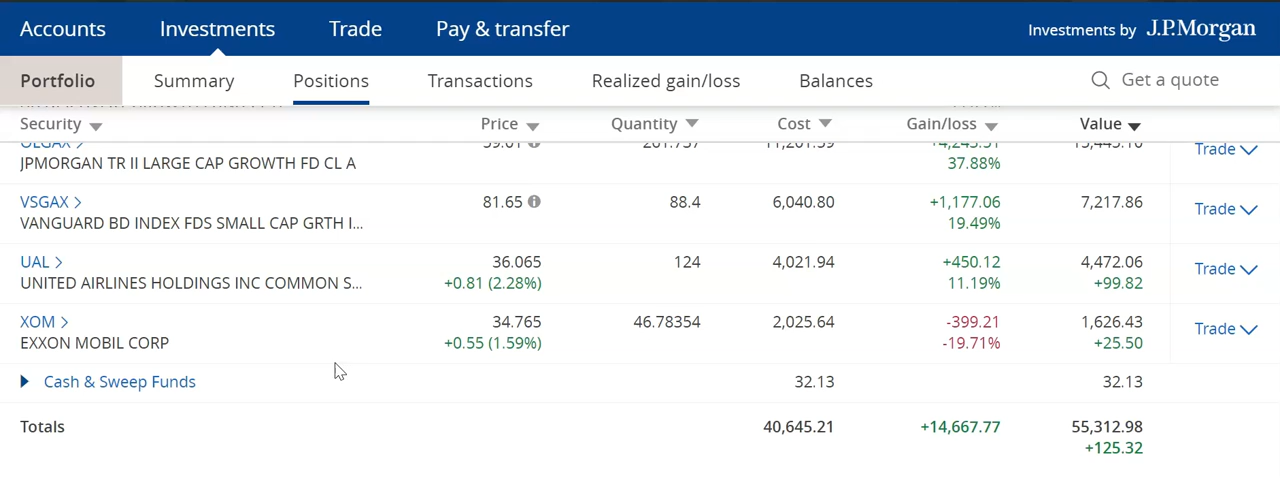 Accounts Investments Trade Pay & transfer Investments by J.P.Morgan
Portfolio Summary Positions Transactions Realized gain/loss Balances Get a quote
Security Price Quantity Cost Gain/loss Value
JPMORGAN TR II LARGE CAP GROWTH FD CL A 37.88% Trade
VSGAX 81.65 88.4 6,040.80 +1,177.06 7,217.86 Trade
VANGUARD BD INDEX FDS SMALL CAP GRTH I... 19.49%
UAL 36.065 124 4,021.94 +450.12 4,472.06 Trade
UNITED AIRLINES HOLDINGS INC COMMON S... +0.81 (2.28%) 11.19% +99.82
XOM 34.765 46.78354 2,025.64 -399.21 1,626.43 Trade
EXXON MOBIL CORP +0.55 (1.59%) -19.71% +25.50
Cash & Sweep Funds 32.13 32.13
Totals 40,645.21 +14,667.77 55,312.98
+125.32